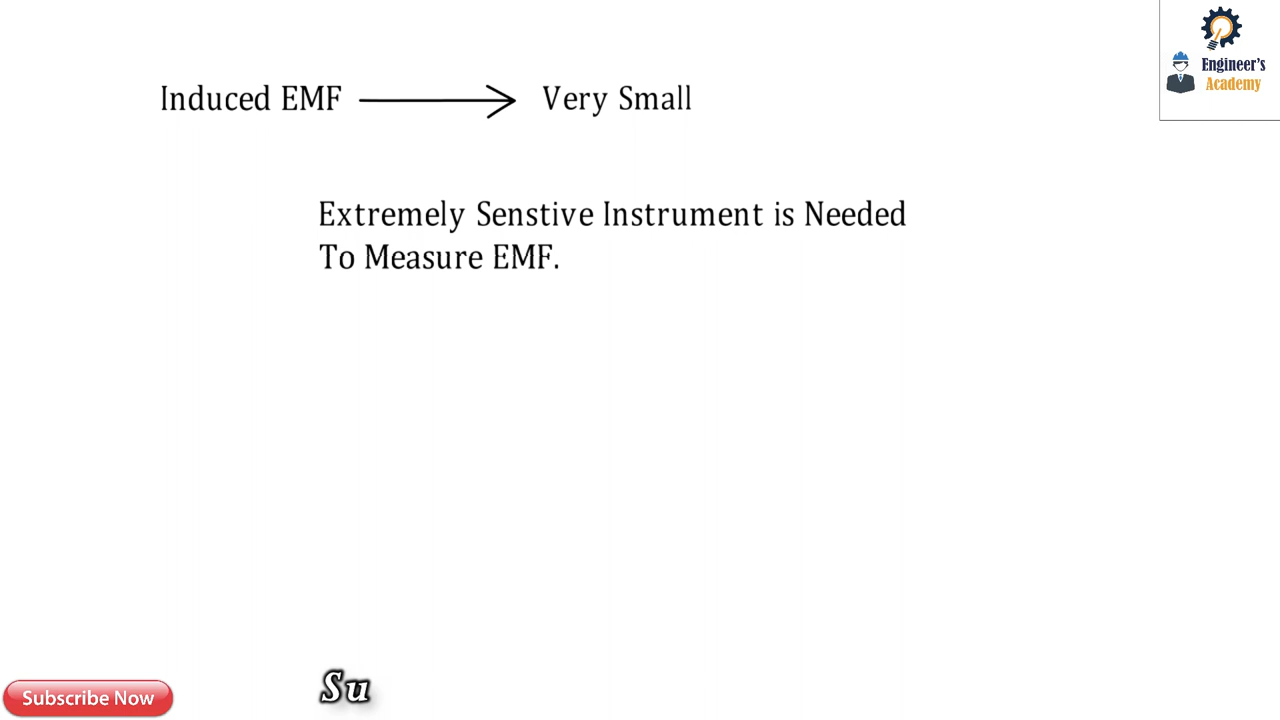 Engineer's
Academy
Induced EMF Very Small
Extremely Senstive Instrument is Needed
To Measure EMF.
Subscribe Now
Su